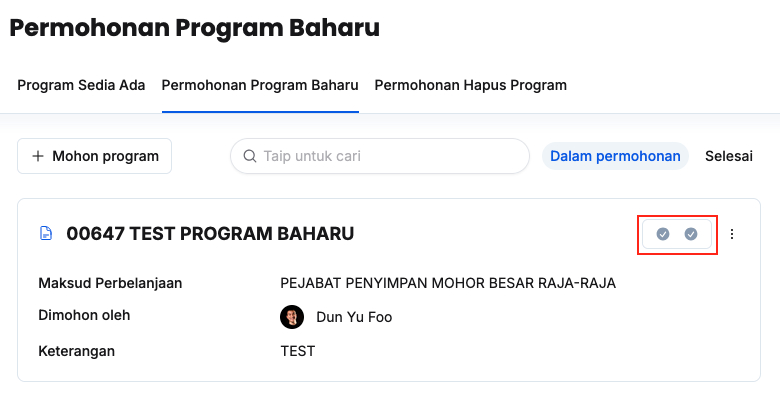 Permohonan Program Baharu
Program Sedia Ada Permohonan Program Baharu Permohonan Hapus Program
Mohon program Taip untuk cari Dalam permohonan Selesai
00647 TEST PROGRAM BAHARU
Maksud Perbelanjaan PEJABAT PENYIMPAN MOHOR BESAR RAJA-RAJA
Dimohon oleh Dun Yu Foo
Keterangan TEST